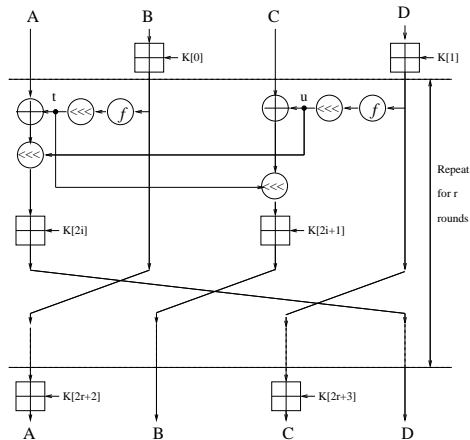 A B C D
K[0] K[1]
t u
<<< f <<< f
<<< <<<
K[2i] K[2i+1]
Repeat
for r
rounds
K[2r+2] K[2r+3]
A B C D